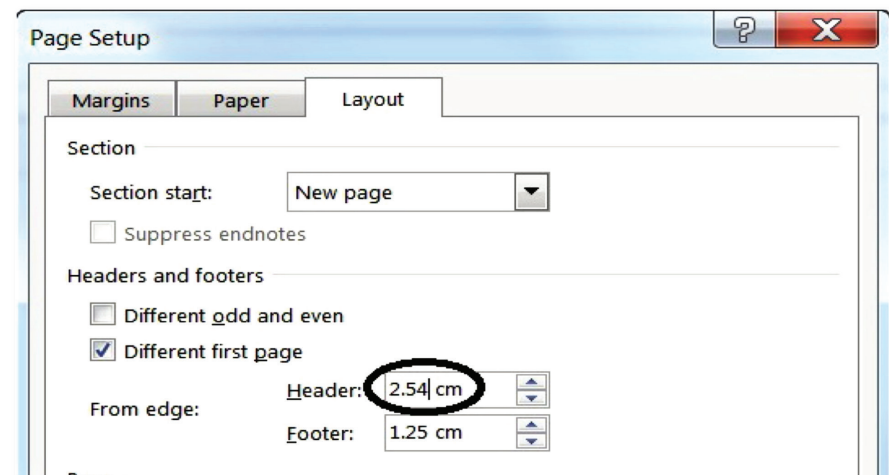 Page Setup
Margins Paper Layout
Section
Section start: New page
Suppress endnotes
Headers and footers
Different odd and even
Different first page
From edge:
Header: 2.54 cm
Footer: 1.25 cm